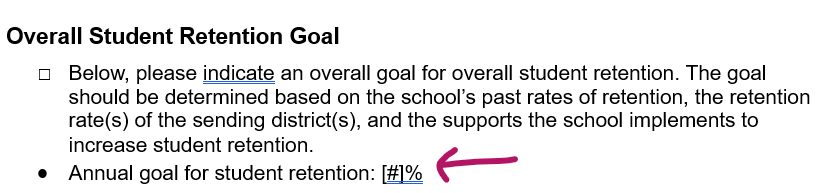 Overall Student Retention Goal
□ Below, please indicate an overall goal for overall student retention. The goal
should be determined based on the school’s past rates of retention, the retention
rate(s) of the sending district(s), and the supports the school implements to
increase student retention.
● Annual goal for student retention: [#]%